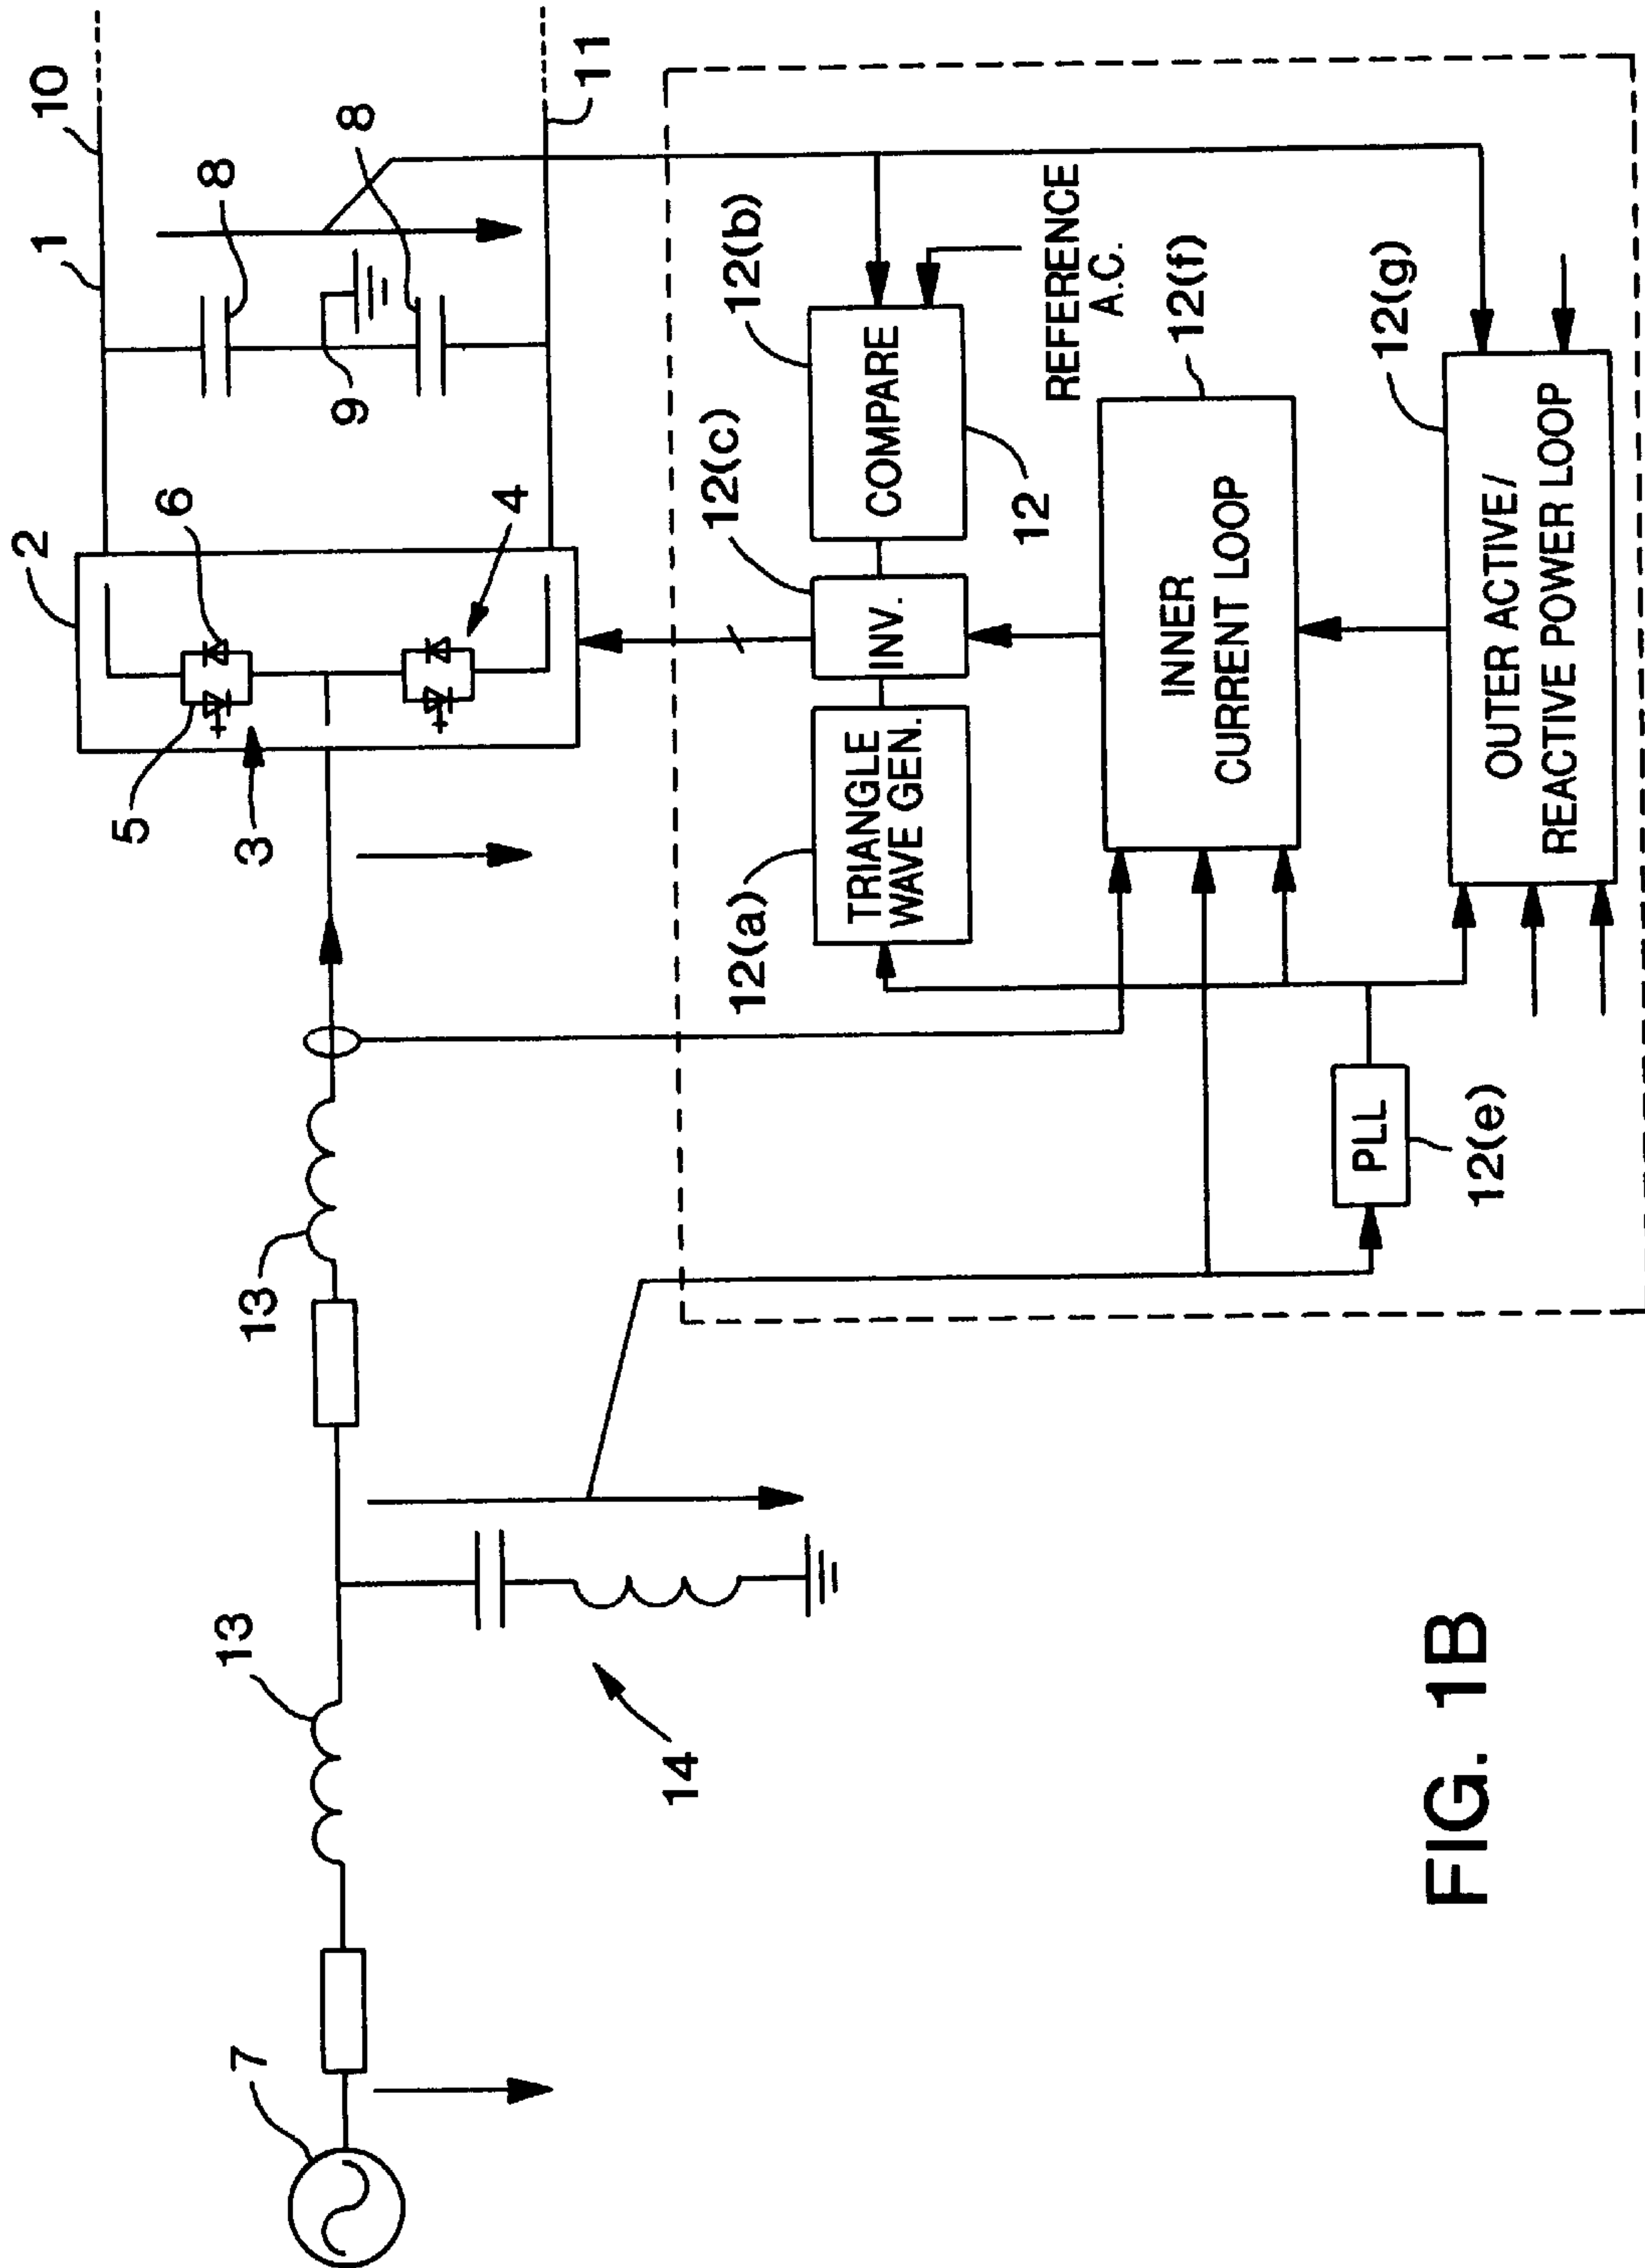 1
10
2
8
6
5
3
4
9
8
11
13
13
7
14
12(c)
12(b)
12(a)
TRIANGLE
WAVE GEN.
INV.
COMPARE
12
REFERENCE
A.C.
INNER
CURRENT LOOP
12(f)
PLL
12(e)
12(g)
OUTER ACTIVE/
REACTIVE POWER LOOP
FIG. 1B